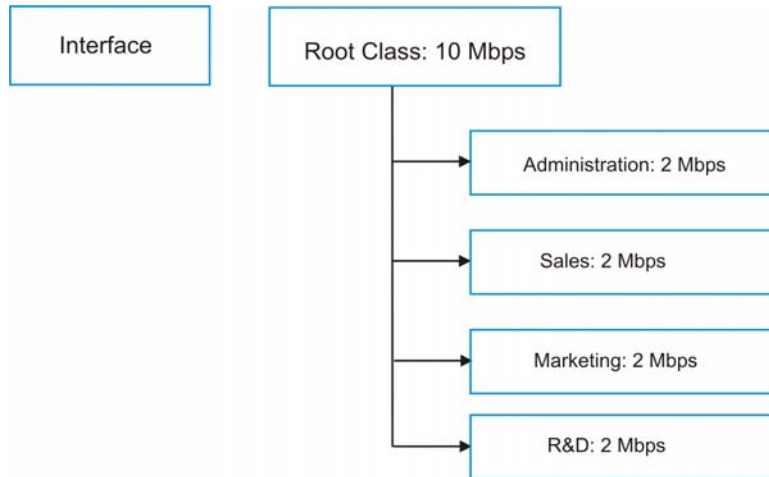 Interface
Root Class: 10 Mbps
Administration: 2 Mbps
Sales: 2 Mbps
Marketing: 2 Mbps
R&D: 2 Mbps